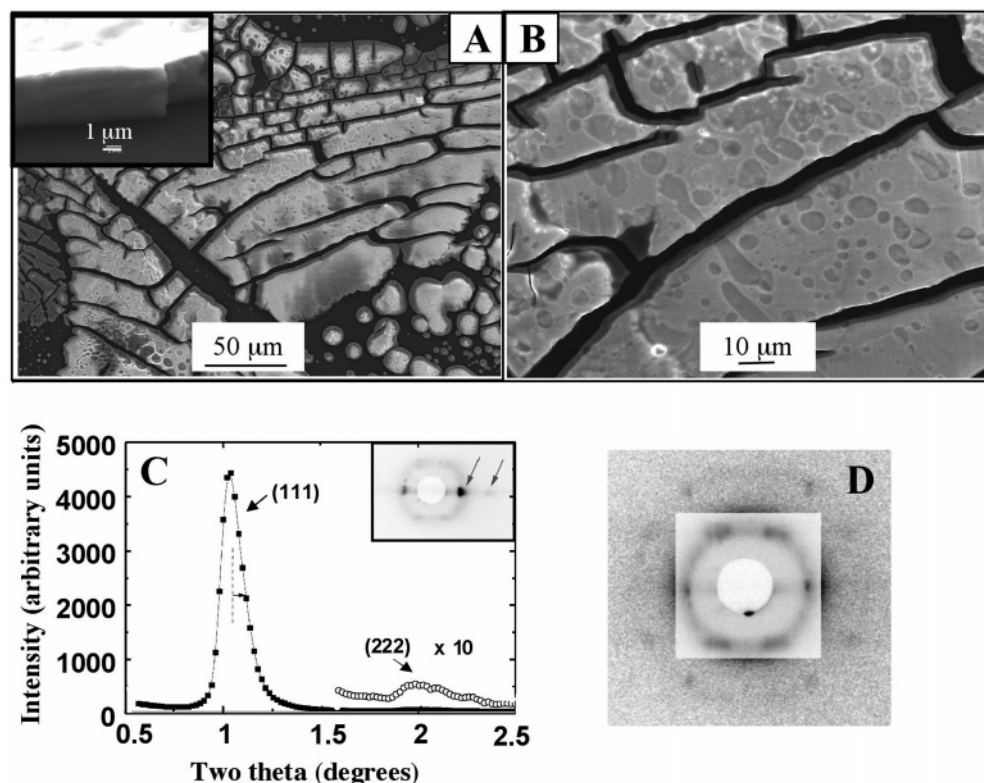 A
B
1 μm
50 μm
10 μm
C
D
Intensity (arbitrary units)
5000
4000
3000
2000
1000
0
(111)
(222) x 10
0.5 1 1.5 2 2.5
Two theta (degrees)